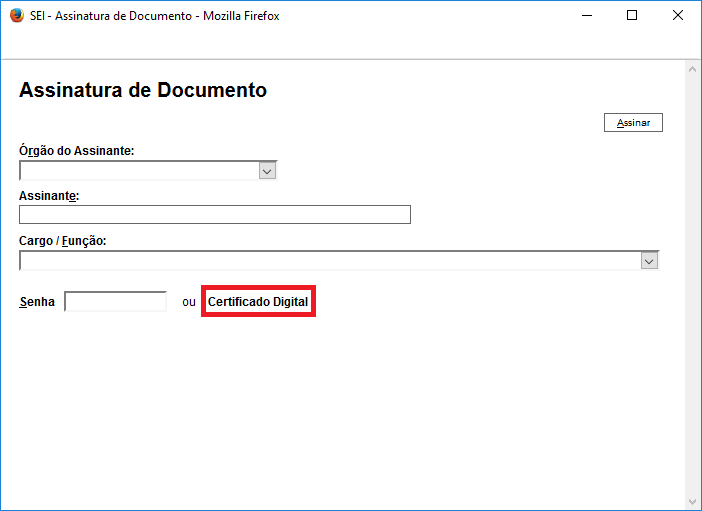 SEI - Assinatura de Documento - Mozilla Firefox
Assinatura de Documento
Assinar
Órgão do Assinante:
Assinante:
Cargo / Função:
Senha ou Certificado Digital